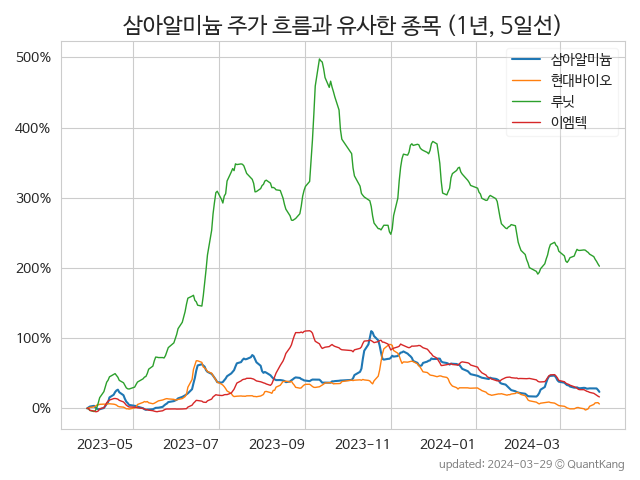 삼아알미늄 주가 흐름과 유사한 종목 (1년, 5일선)
500%
400%
300%
200%
100%
0%
삼아알미늄
현대바이오
루닛
이엠텍
2023-05 2023-07 2023-09 2023-11 2024-01 2024-03
updated: 2024-03-29 © QuantKang